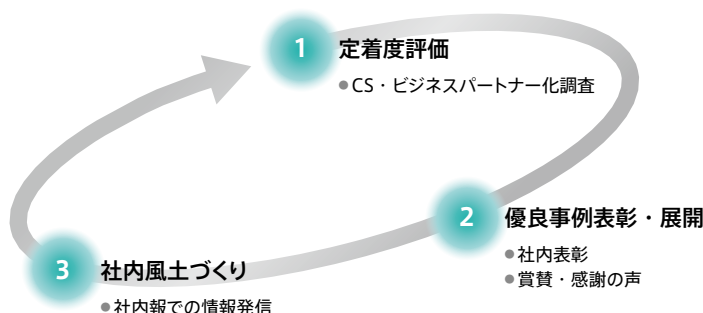 1 定着度評価
●CS・ビジネスパートナー化調査
2 優良事例表彰・展開
●社内表彰
●賞賛・感謝の声
3 社内風土づくり
●社内報での情報発信